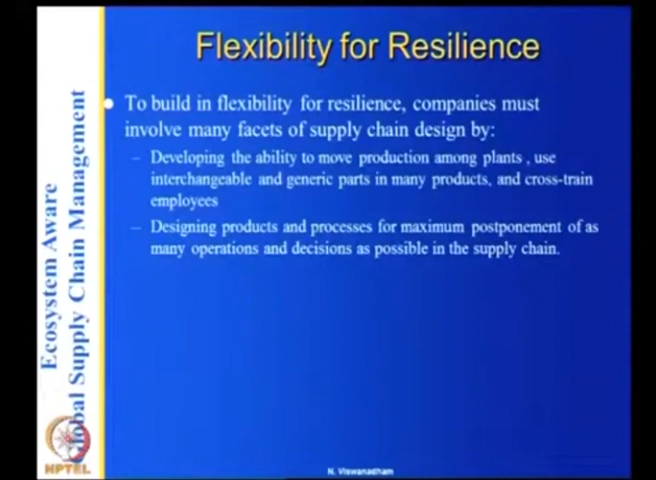 Flexibility for Resilience
To build in flexibility for resilience, companies must
involve many facets of supply chain design by:
– Developing the ability to move production among plants , use
interchangeable and generic parts in many products, and cross-train
employees
– Designing products and processes for maximum postponement of as
many operations and decisions as possible in the supply chain.
Ecosystem Aware
Global Supply Chain Management
NPTEL
N. Viswanadham